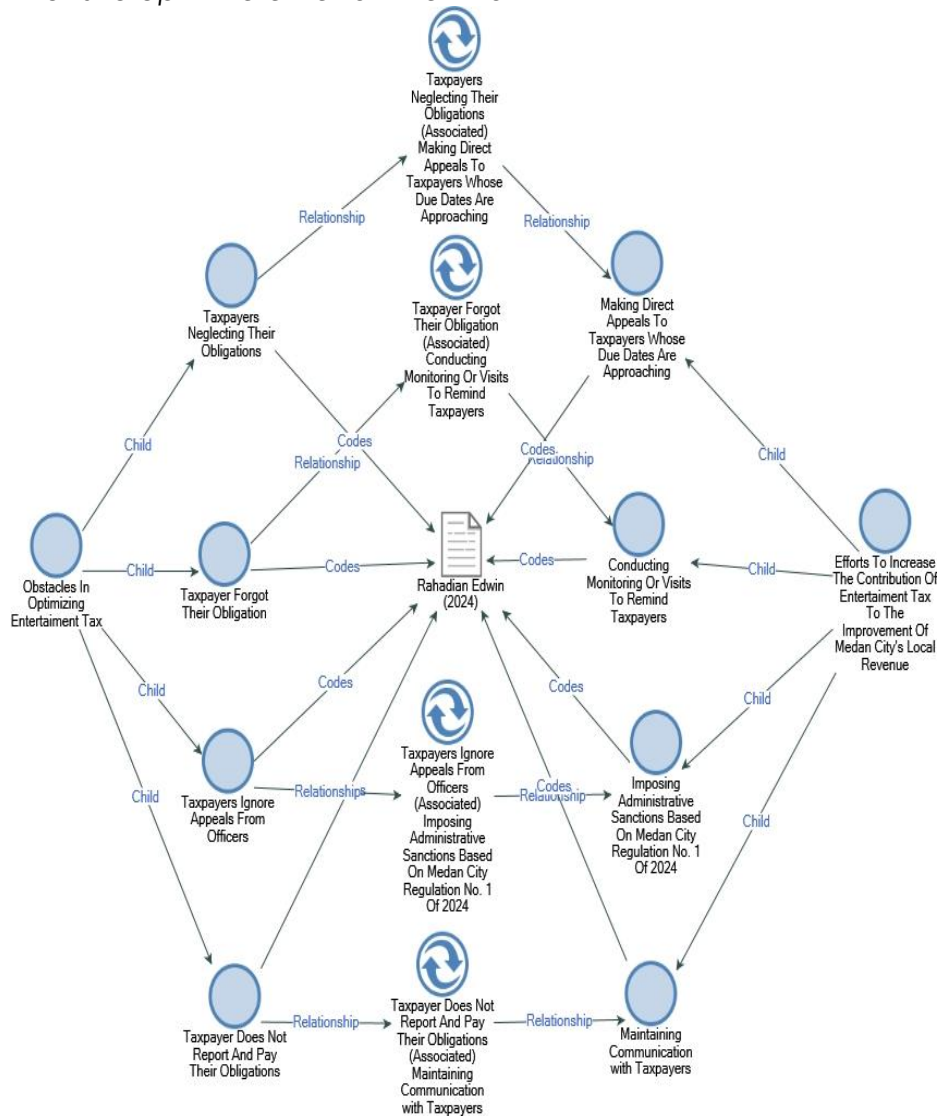 Taxpayers
Neglecting Their
Obligations
(Associated)
Making Direct
Appeals To
Taxpayers Whose
Due Dates Are
Approaching
Relationship
Relationship
Taxpayers
Neglecting Their
Obligations
Taxpayer Forgot
Their Obligation
(Associated)
Conducting
Monitoring Or Visits
To Remind
Taxpayers
Making Direct
Appeals To
Taxpayers Whose
Due Dates Are
Approaching
Child
Codes
Relationship
Codes
Relationship
Child
Obstacles In
Optimizing
Entertaiment Tax
Child
Taxpayer Forgot
Their Obligation
Codes
Rahadian Edwin
(2024)
Codes
Conducting
Monitoring Or Visits
To Remind
Taxpayers
Child
Efforts To Increase
The Contribution Of
Entertaiment Tax
To The
Improvement Of
Medan City's Local
Revenue
Child
Codes
Codes
Child
Taxpayers Ignore
Appeals From
Officers
Child
Relationship
Taxpayers Ignore
Appeals From
Officers
(Associated)
Imposing
Administrative
Sanctions Based
On Medan City
Regulation No. 1
Of 2024
Codes
Relationship
Imposing
Administrative
Sanctions Based
On Medan City
Regulation No. 1
Of 2024
Child
Taxpayer Does Not
Report And Pay
Their Obligations
Relationship
Taxpayer Does Not
Report And Pay
Their Obligations
(Associated)
Maintaining
Communication
with Taxpayers
Relationship
Maintaining
Communication
with Taxpayers